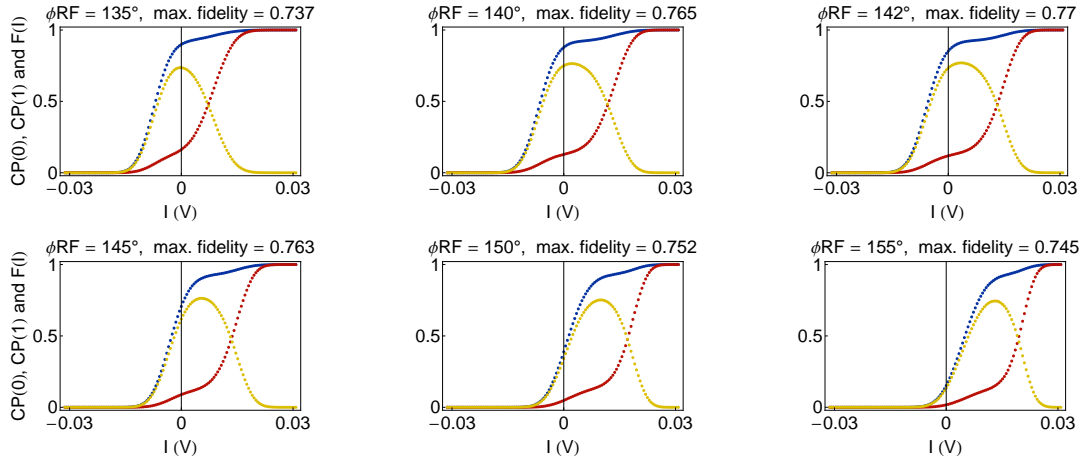 ϕRF = 135°,  max. fidelity = 0.737
ϕRF = 140°,  max. fidelity = 0.765
ϕRF = 142°,  max. fidelity = 0.77
CP(0), CP(1) and F(I)
1
0.5
0
−0.03 0 0.03
I (V)
1
0.5
0
−0.03 0 0.03
I (V)
1
0.5
0
−0.03 0 0.03
I (V)
ϕRF = 145°,  max. fidelity = 0.763
ϕRF = 150°,  max. fidelity = 0.752
ϕRF = 155°,  max. fidelity = 0.745
CP(0), CP(1) and F(I)
1
0.5
0
−0.03 0 0.03
I (V)
1
0.5
0
−0.03 0 0.03
I (V)
1
0.5
0
−0.03 0 0.03
I (V)